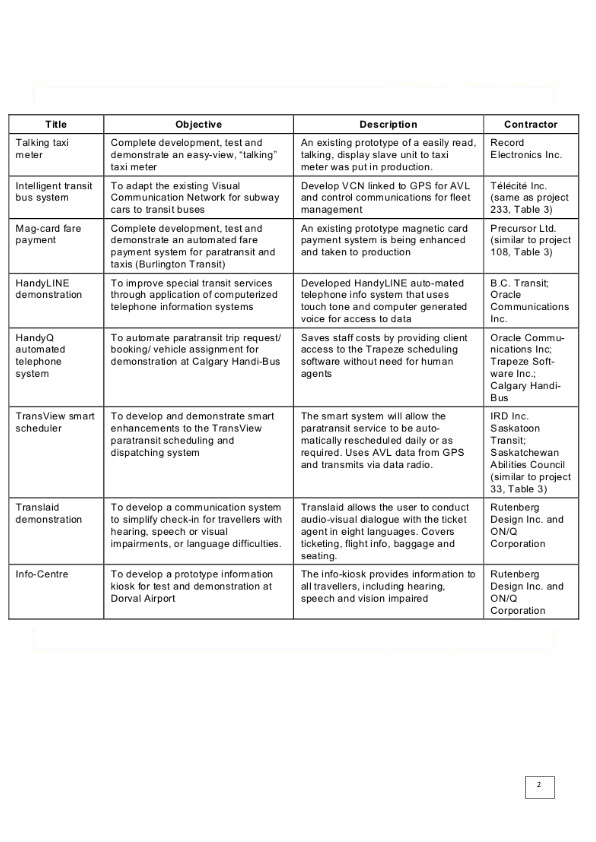 Title Objective Description Contractor
Talking taxi
meter
Complete development, test and
demonstrate an easy-view, “talking”
taxi meter
An existing prototype of a easily read,
talking, display slave unit to taxi
meter was put in production.
Record
Electronics Inc.
Intelligent transit
bus system
To adapt the existing Visual
Communication Network for subway
cars to transit buses
Develop VCN linked to GPS for AVL
and control communications for fleet
management
Télécité Inc.
(same as project
233, Table 3)
Mag-card fare
payment
Complete development, test and
demonstrate an automated fare
payment system for paratransit and
taxis (Burlington Transit)
An existing prototype magnetic card
payment system is being enhanced
and taken to production
Precursor Ltd.
(similar to project
108, Table 3)
HandyLINE
demonstration
To improve special transit services
through application of computerized
telephone information systems
Developed HandyLINE auto-mated
telephone info system that uses
touch tone and computer generated
voice for access to data
B.C. Transit;
Oracle
Communications
Inc.
HandyQ
automated
telephone
system
To automate paratransit trip request/
booking/ vehicle assignment for
demonstration at Calgary Handi-Bus
Saves staff costs by providing client
access to the Trapeze scheduling
software without need for human
agents
Oracle Commu-
nications Inc;
Trapeze Soft-
ware Inc.;
Calgary Handi-
Bus
TransView smart
scheduler
To develop and demonstrate smart
enhancements to the TransView
paratransit scheduling and
dispatching system
The smart system will allow the
paratransit service to be auto-
matically rescheduled daily or as
required. Uses AVL data from GPS
and transmits via data radio.
IRD Inc.
Saskatoon
Transit;
Saskatchewan
Abilities Council
(similar to project
33, Table 3)
Translaid
demonstration
To develop a communication system
to simplify check-in for travellers with
hearing, speech or visual
impairments, or language difficulties.
Translaid allows the user to conduct
audio-visual dialogue with the ticket
agent in eight languages. Covers
ticketing, flight info, baggage and
seating.
Rutenberg
Design Inc. and
ON/Q
Corporation
Info-Centre
To develop a prototype information
kiosk for test and demonstration at
Dorval Airport
The info-kiosk provides information to
all travellers, including hearing,
speech and vision impaired
Rutenberg
Design Inc. and
ON/Q
Corporation
2